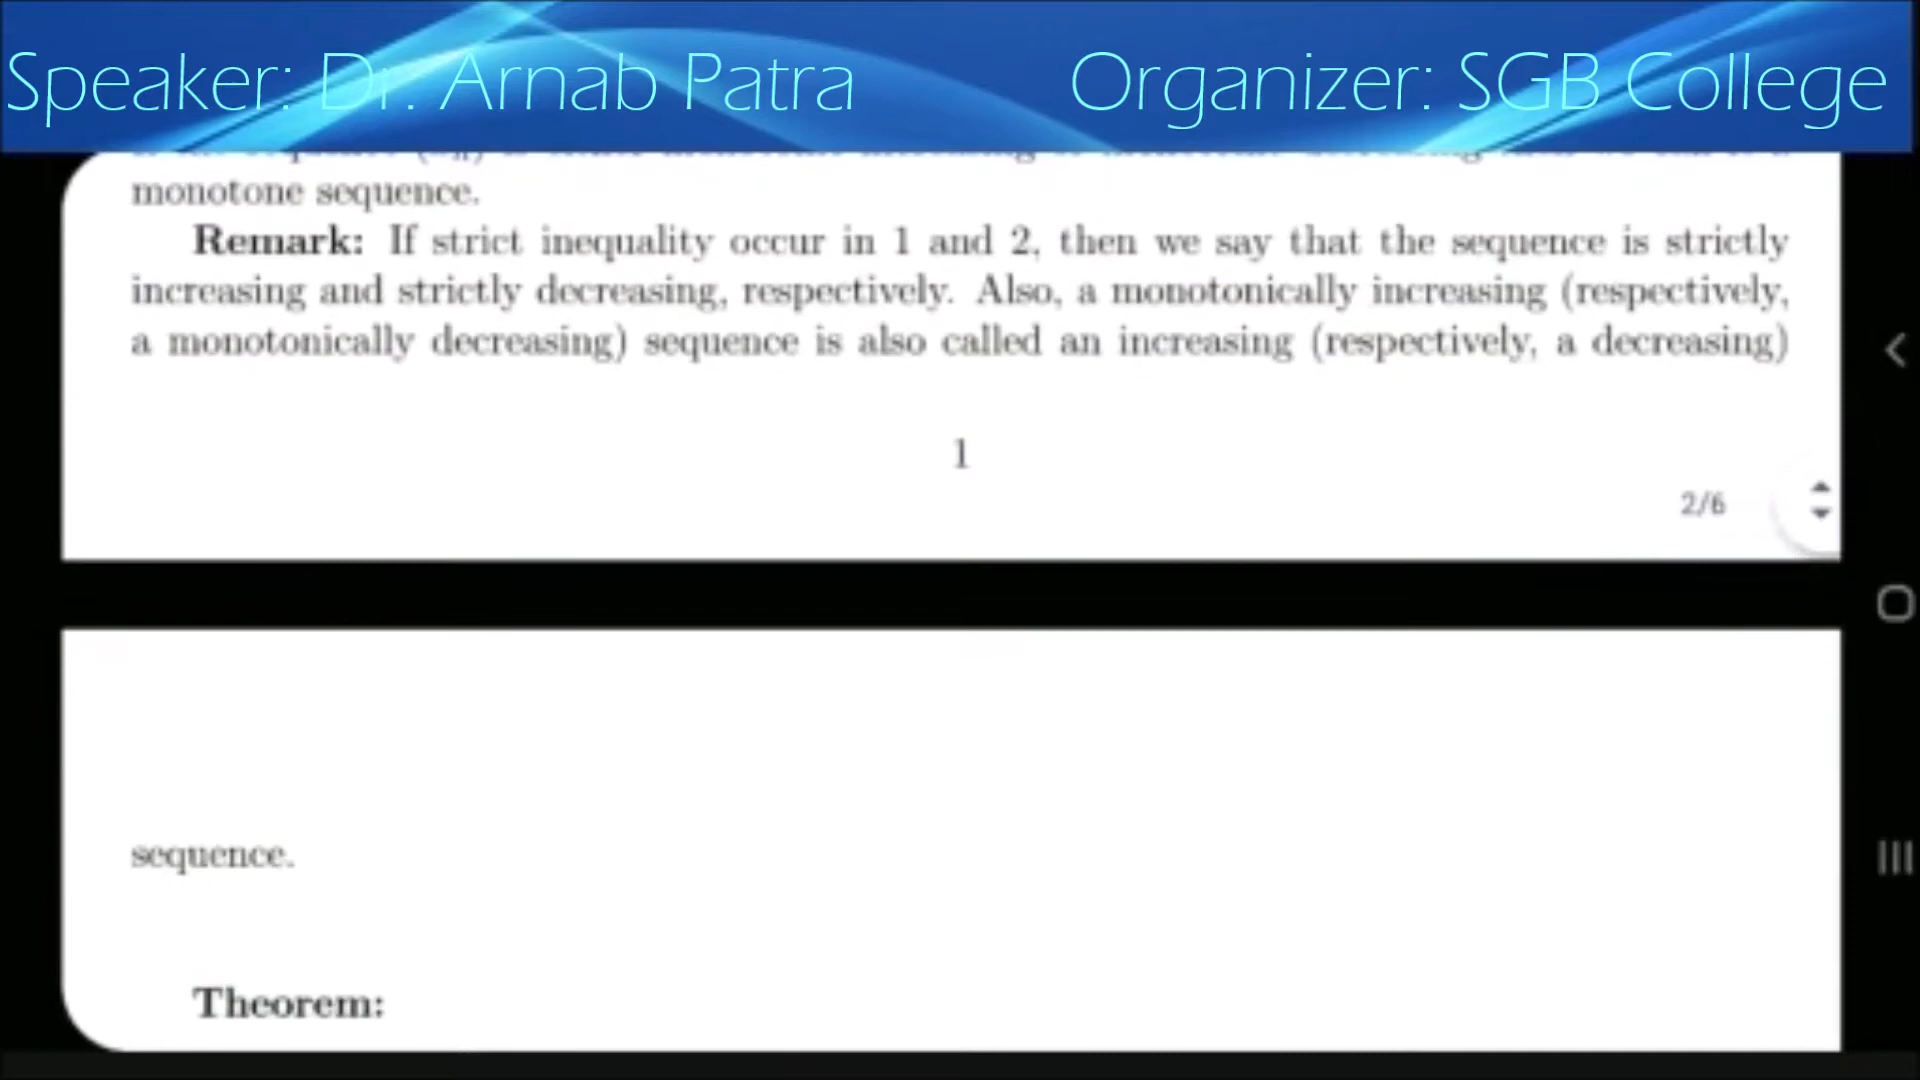 Speaker: Dr. Arnab Patra Organizer: SGB College
monotone sequence.
Remark: If strict inequality occur in 1 and 2, then we say that the sequence is strictly
increasing and strictly decreasing, respectively. Also, a monotonically increasing (respectively,
a monotonically decreasing) sequence is also called an increasing (respectively, a decreasing)
1
2/6
sequence.
Theorem: